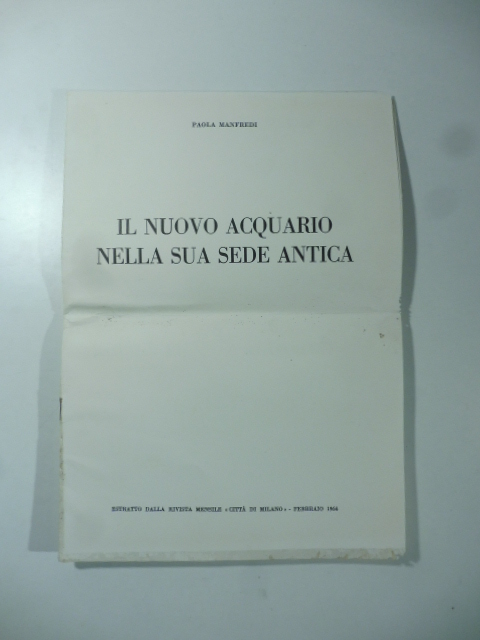 PAOLA MANFREDI
IL NUOVO ACQUARIO
NELLA SUA SEDE ANTICA
ESTRATTO DALLA RIVISTA MENSILE «CITTÀ DI MILANO» - FEBBRAIO 1964